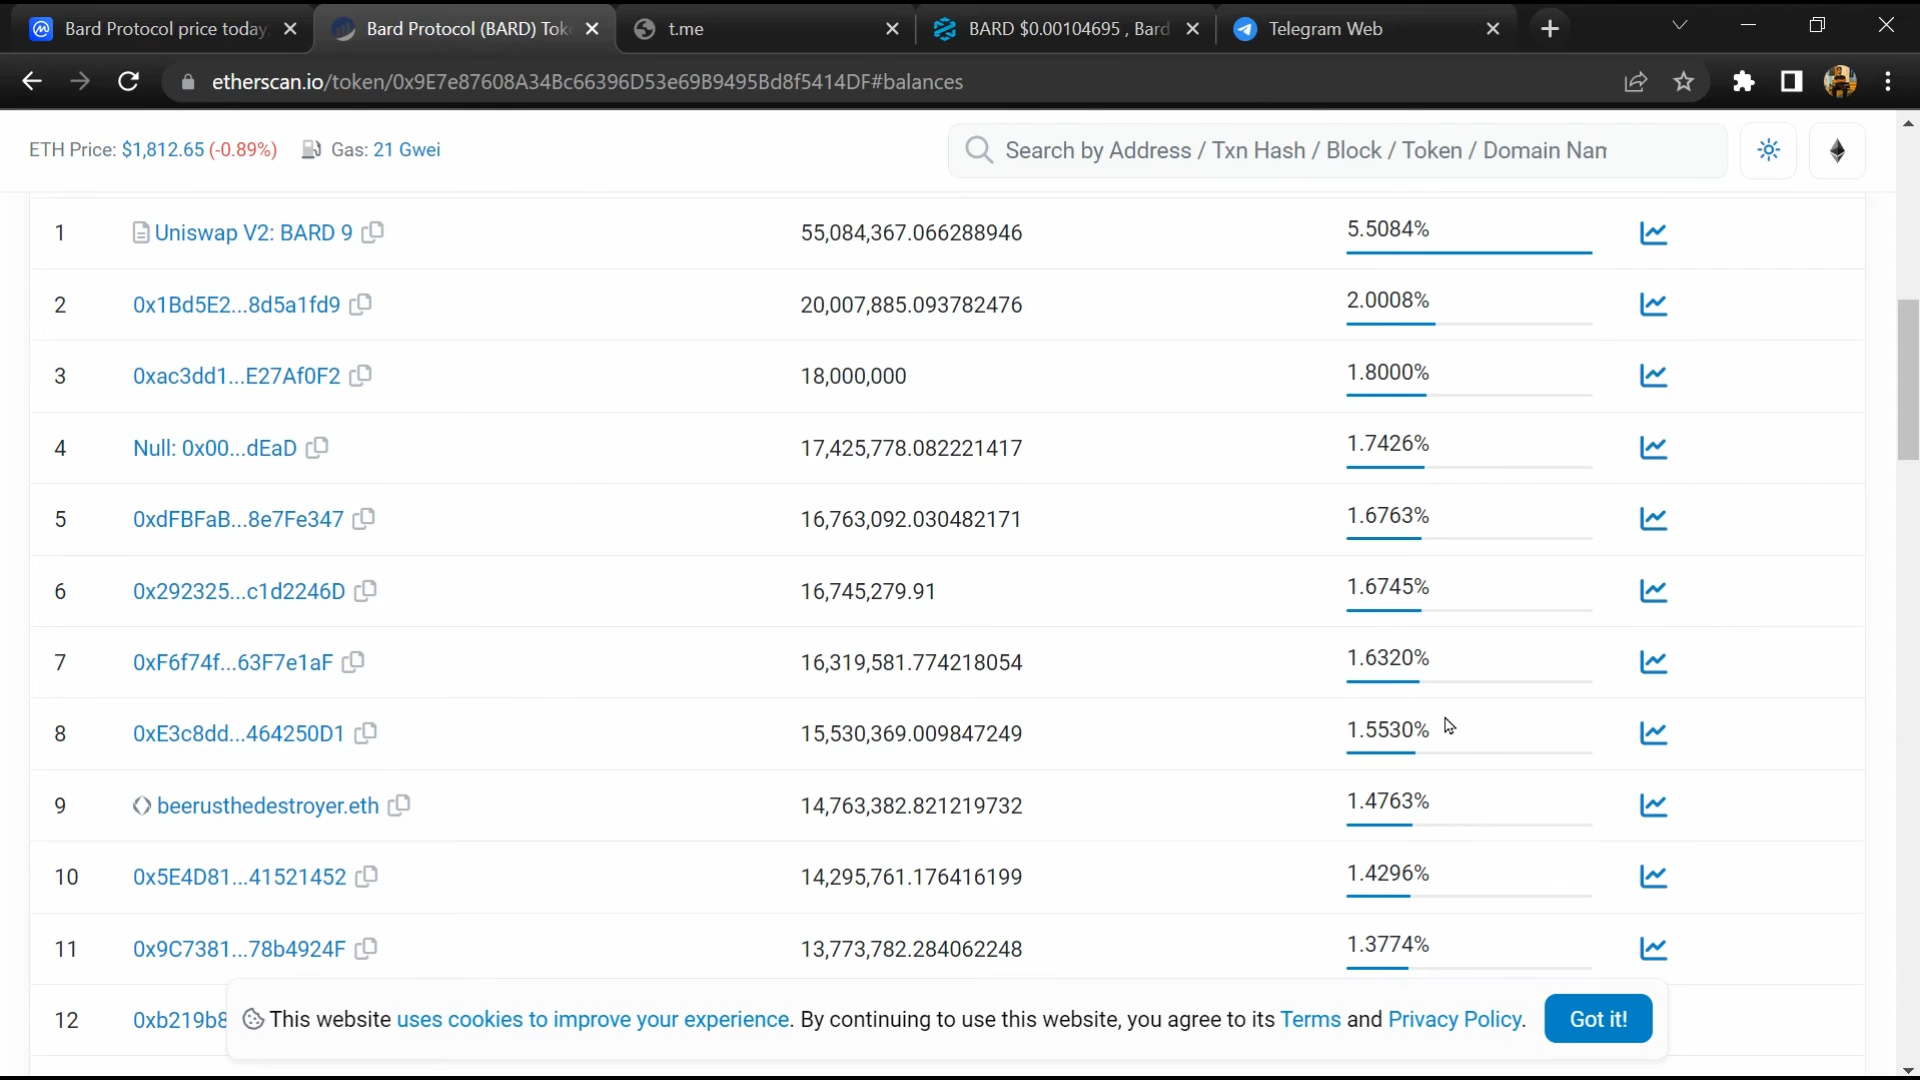 Bard Protocol price today,
Bard Protocol (BARD) Tok
t.me
BARD $0.00104695 , Bard
Telegram Web
etherscan.io/token/0x9E7e87608A34Bc66396D53e69B9495Bd8f5414DF#balances
ETH Price: $1,812.65 (-0.89%) Gas: 21 Gwei
Search by Address / Txn Hash / Block / Token / Domain Nan
1 Uniswap V2: BARD 9 55,084,367.066288946 5.5084%
2 0x1Bd5E2...8d5a1fd9 20,007,885.093782476 2.0008%
3 0xac3dd1...E27Af0F2 18,000,000 1.8000%
4 Null: 0x00...dEaD 17,425,778.082221417 1.7426%
5 0xdFBFaB...8e7Fe347 16,763,092.030482171 1.6763%
6 0x292325...c1d2246D 16,745,279.91 1.6745%
7 0xF6f74f...63F7e1aF 16,319,581.774218054 1.6320%
8 0xE3c8dd...464250D1 15,530,369.009847249 1.5530%
9 beerusthedestroyer.eth 14,763,382.821219732 1.4763%
10 0x5E4D81...41521452 14,295,761.176416199 1.4296%
11 0x9C7381...78b4924F 13,773,782.284062248 1.3774%
12 0xb219b8
This website uses cookies to improve your experience. By continuing to use this website, you agree to its Terms and Privacy Policy.
Got it!